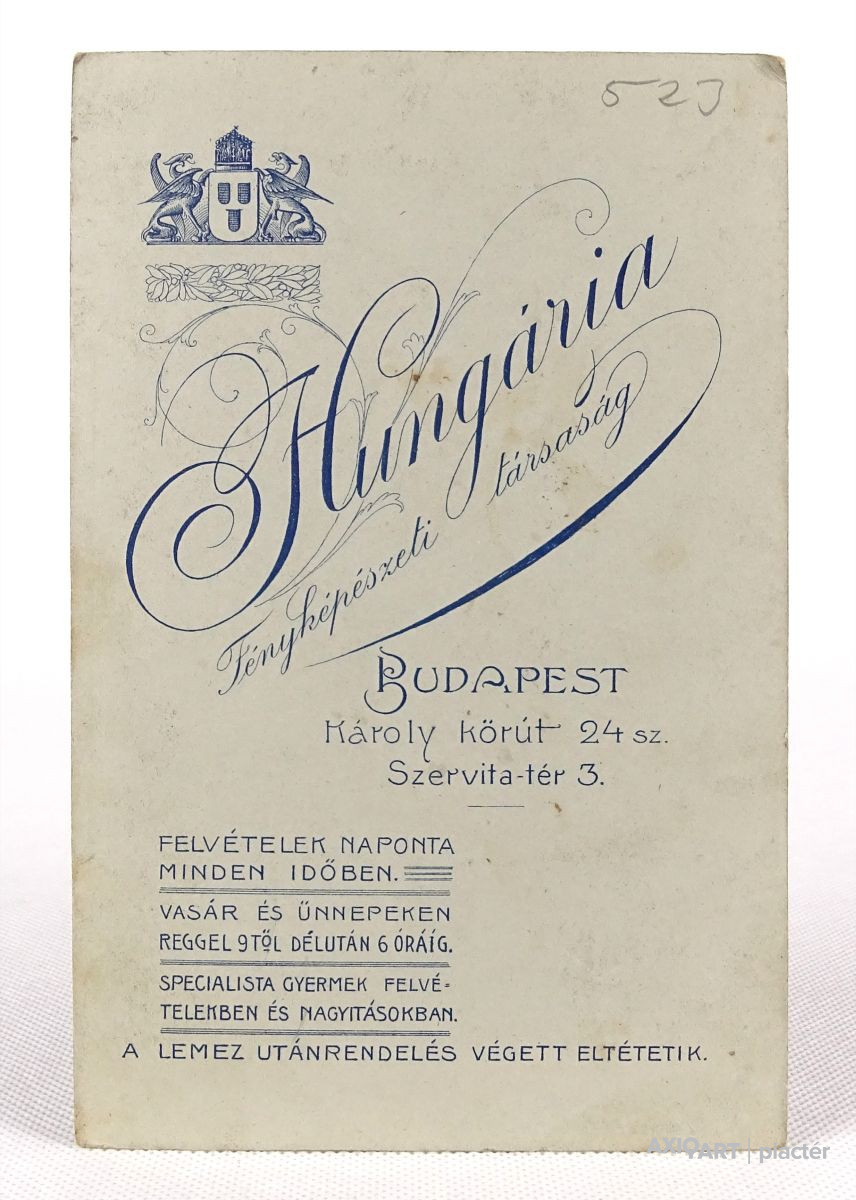 523
Hungária
Fényképészeti társaság
BUDAPEST
Károly körút 24 sz.
Szervita-tér 3.
FELVÉTELEK NAPONTA
MINDEN IDŐBEN.
VASÁR ÉS ÜNNEPEKEN
REGGEL 9TŐL DÉLUTÁN 6 ÓRÁÍG.
SPECIALISTA GYERMEK FELVÉ=
TELEKBEN ÉS NAGYITÁSOKBAN.
A LEMEZ UTÁNRENDELÉS VÉGETT ELTÉTETIK.
AXIOART | piactér